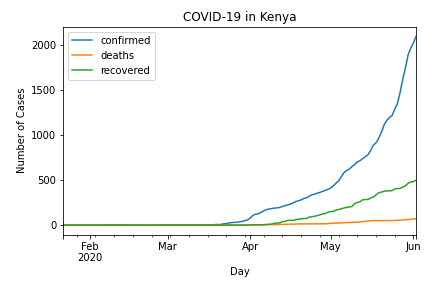 COVID-19 in Kenya
confirmed
deaths
recovered
2000
1500
1000
500
0
Number of Cases
Feb Mar Apr May Jun
2020
Day